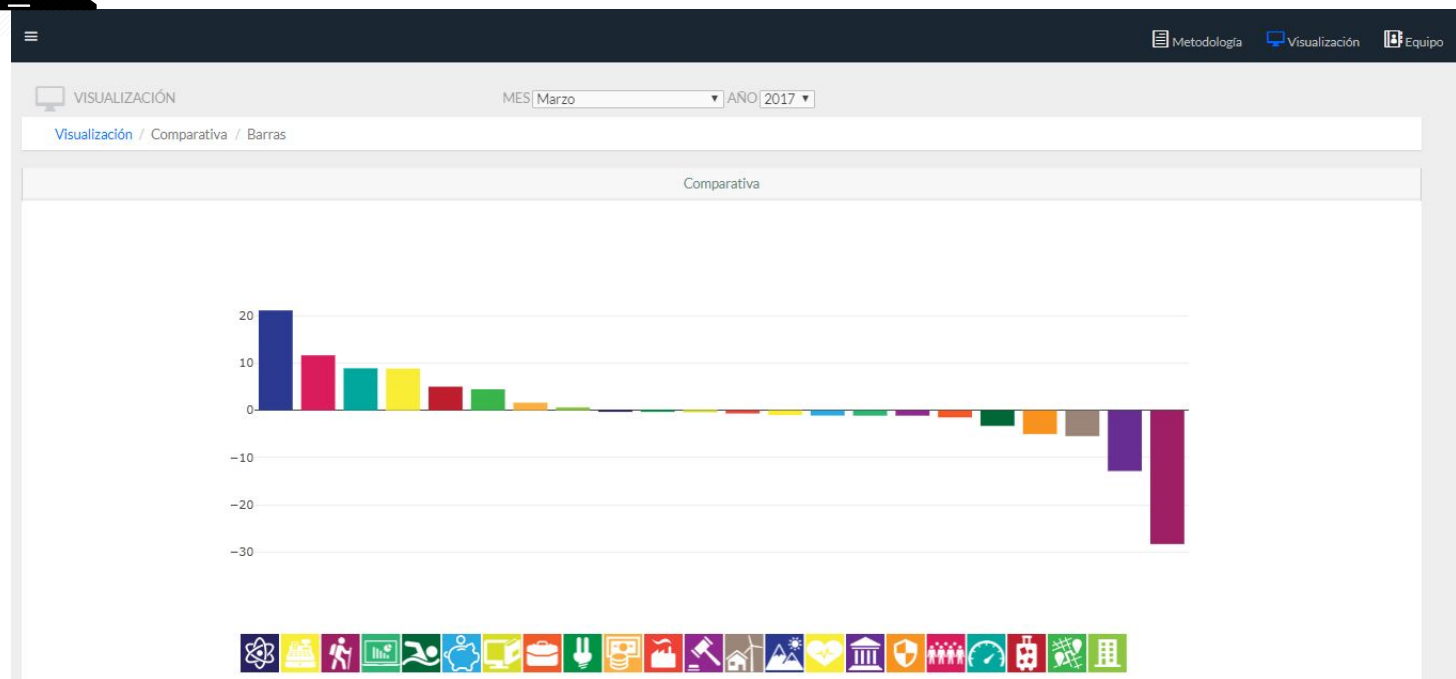 Metodología Visualización Equipo
VISUALIZACIÓN MES Marzo AÑO 2017
Visualización / Comparativa / Barras
Comparativa
20
10
0
−10
−20
−30